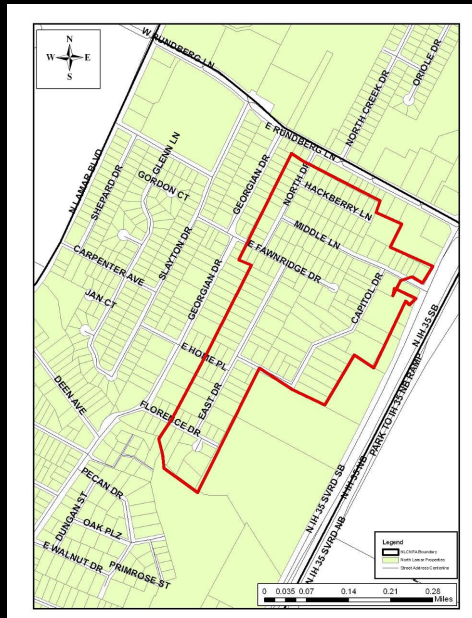 N
W E
S
W RUNDBERG LN
ORIOLE DR
NORTH CREEK DR
E RUNDBERG LN
N LAMAR BLVD
SHEPARD DR
GLENN LN
GORDON CT
GEORGIAN DR
NORTH DR
HACKBERRY LN
MIDDLE LN
SLAYTON DR
E FAWNRIDGE DR
CAPITOL DR
CARPENTER AVE
GEORGIAN DR
JAN CT
E HOME PL
N IH 35 SB
PARK TO IH 35 NB RAMP
DEEN AVE
EAST DR
FLORENCE DR
N IH 35 NB
PECAN DR
N IH 35 SVRD SB
DUNGAN ST
OAK PLZ
N IH 35 SVRD NB
E WALNUT DR
PRIMROSE ST
Legend
NLCNPA Boundary
North Lamar Properties
Street Address Centerline
0 0.035 0.07 0.14 0.21 0.28
Miles